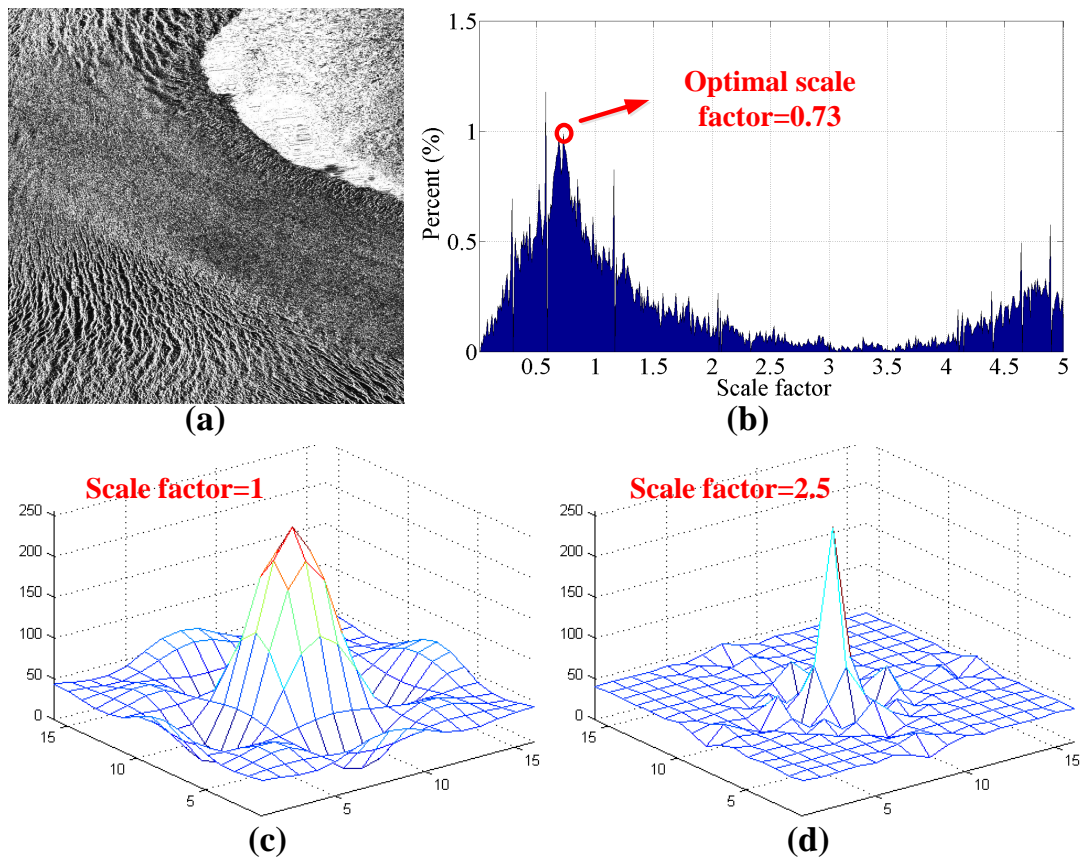 1.5
1
0.5
0
Percent (%)
Optimal scale
factor=0.73
0.5 1 1.5 2 2.5 3 3.5 4 4.5 5
Scale factor
(a)
(b)
Scale factor=1
250
200
150
100
50
0
15
10
5
5
10
15
(c)
Scale factor=2.5
250
200
150
100
50
0
15
10
5
5
10
15
(d)